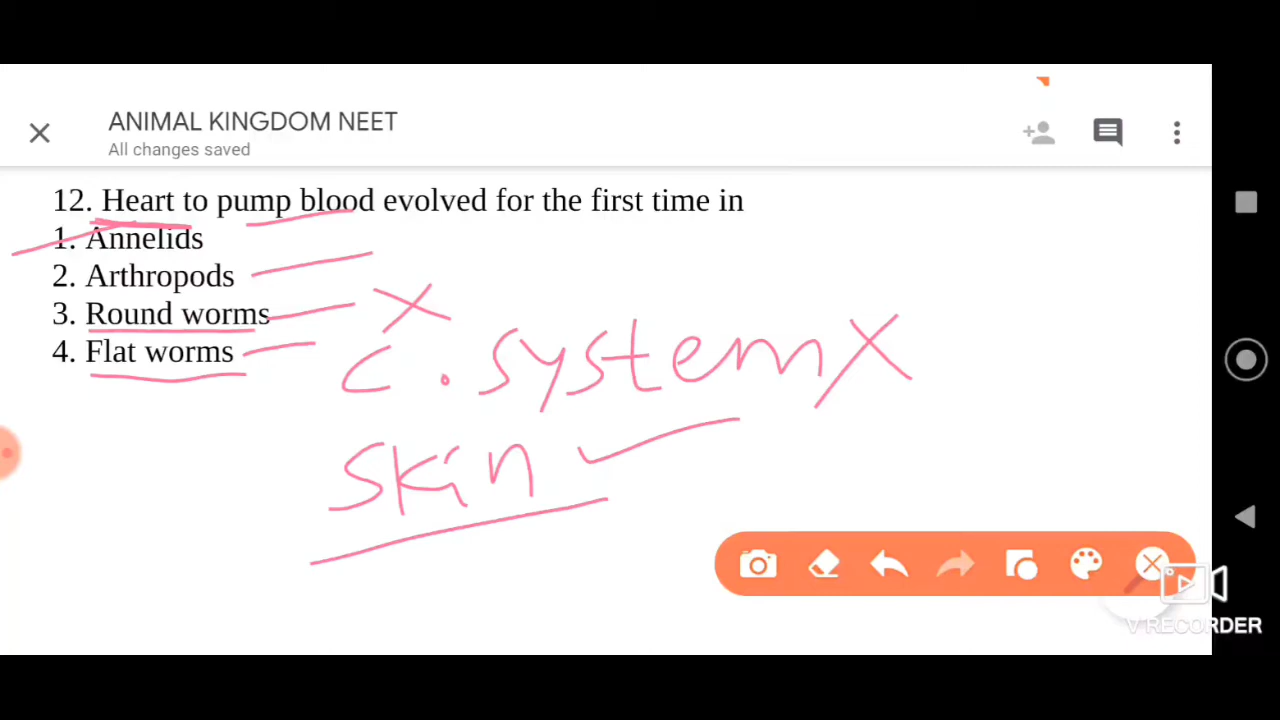 ANIMAL KINGDOM NEET
All changes saved
12. Heart to pump blood evolved for the first time in
1. Annelids
2. Arthropods
3. Round worms
4. Flat worms
c. system X
skin
V RECORDER